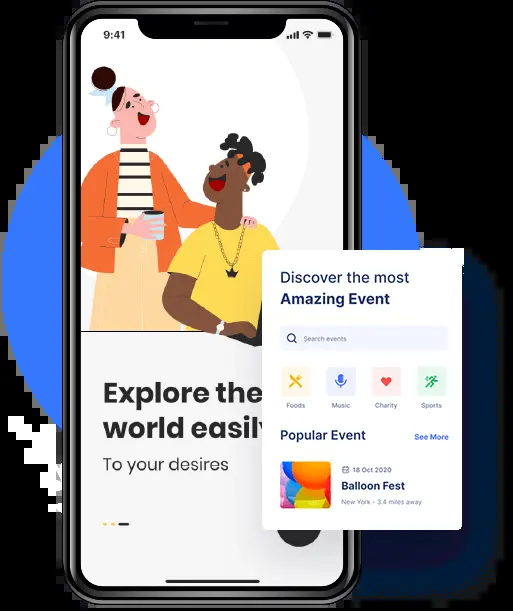 9:41
Explore the
world easily
To your desires
Discover the most
Amazing Event
Search events
Foods
Music
Charity
Sports
Popular Event
See More
18 Oct 2020
Balloon Fest
New York - 3.4 miles away